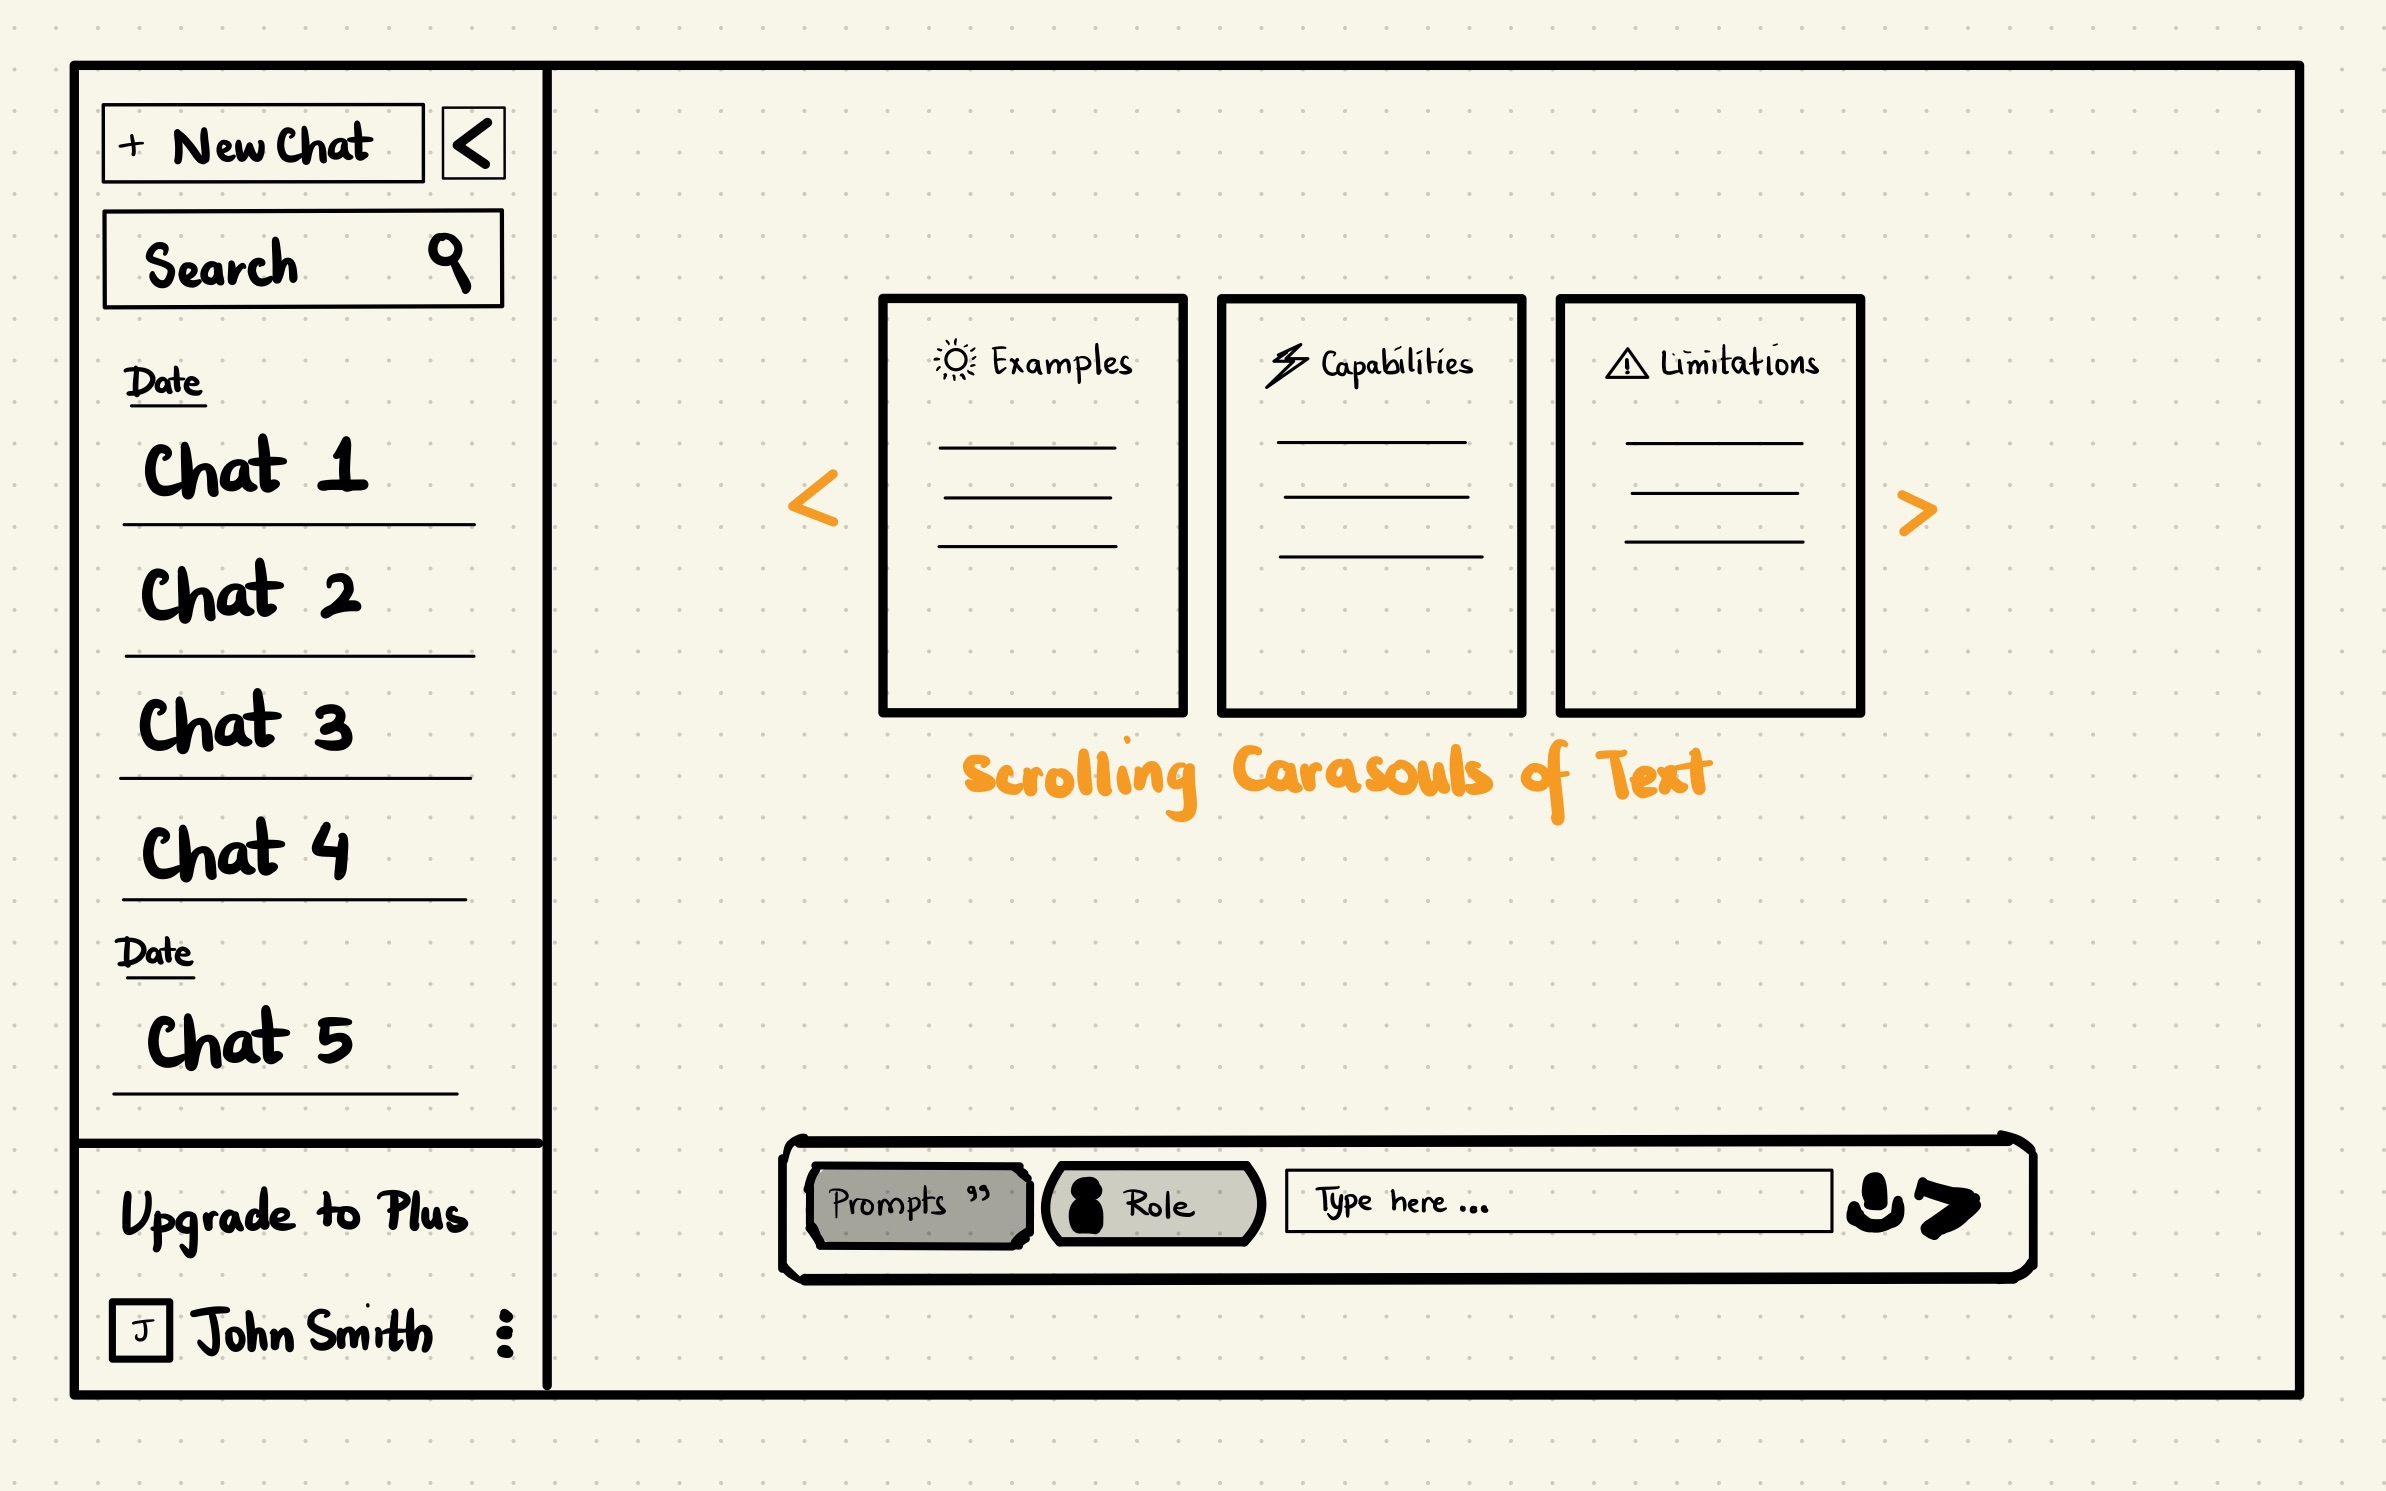 + New Chat <
Search
Date
Chat 1
Chat 2
Chat 3
Chat 4
Date
Chat 5
Upgrade to Plus
J John Smith
Examples
Capabilities
! Limitations
< >
Scrolling Carasouls of Text
Prompts ”
Role
Type here ...
>